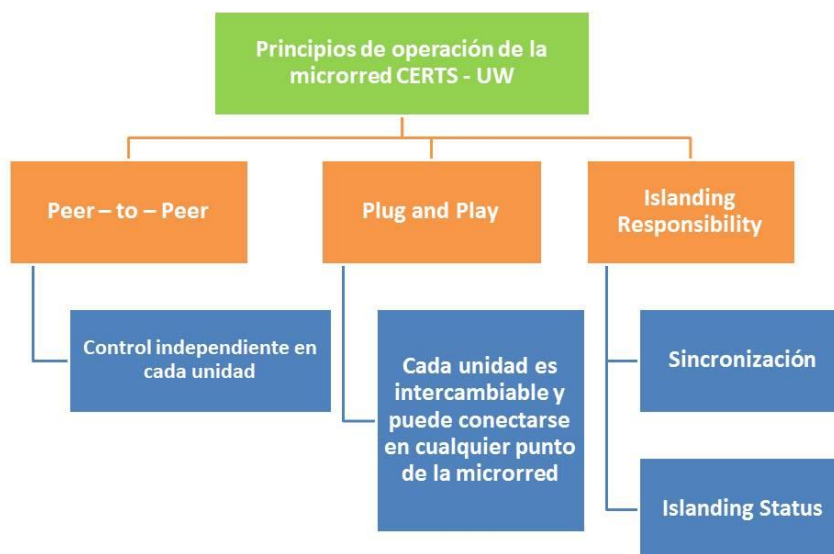 Principios de operación de la
microrred CERTS - UW
Peer – to – Peer
Plug and Play
Islanding
Responsibility
Control independiente en
cada unidad
Cada unidad es
intercambiable y
puede conectarse
en cualquier punto
de la microrred
Sincronización
Islanding Status